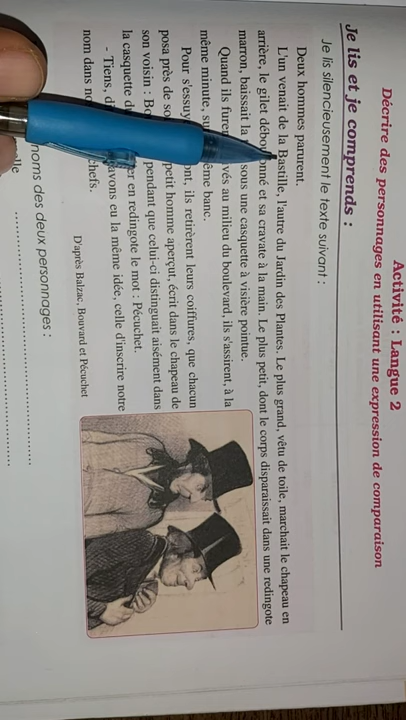 Activité : Langue 2
Décrire des personnages en utilisant une expression de comparaison
Je lis et je comprends :
Je lis silencieusement le texte suivant :
Deux hommes parurent.
L'un venait de la Bastille, l'autre du Jardin des Plantes. Le plus grand, vêtu de toile, marchait le chapeau en
arrière, le gilet déboutonné et sa cravate à la main. Le plus petit, dont le corps disparaissait dans une redingote
marron, baissait la sous une casquette à visière pointue.
Quand ils furent au milieu du boulevard, ils s'assirent, à la
même minute, su ême banc.
Pour s'essuy ont, ils retirèrent leurs coiffures, que chacun
posa près de so petit homme aperçut, écrit dans le chapeau de
son voisin : Bo pendant que celui-ci distinguait aisément dans
la casquette du er en redingote le mot : Pécuchet.
- Tiens, d avons eu la même idée, celle d'inscrire notre
nom dans no chefs.
D'après Balzac, Bouvard et Pécuchet
noms des deux personnages :
elle